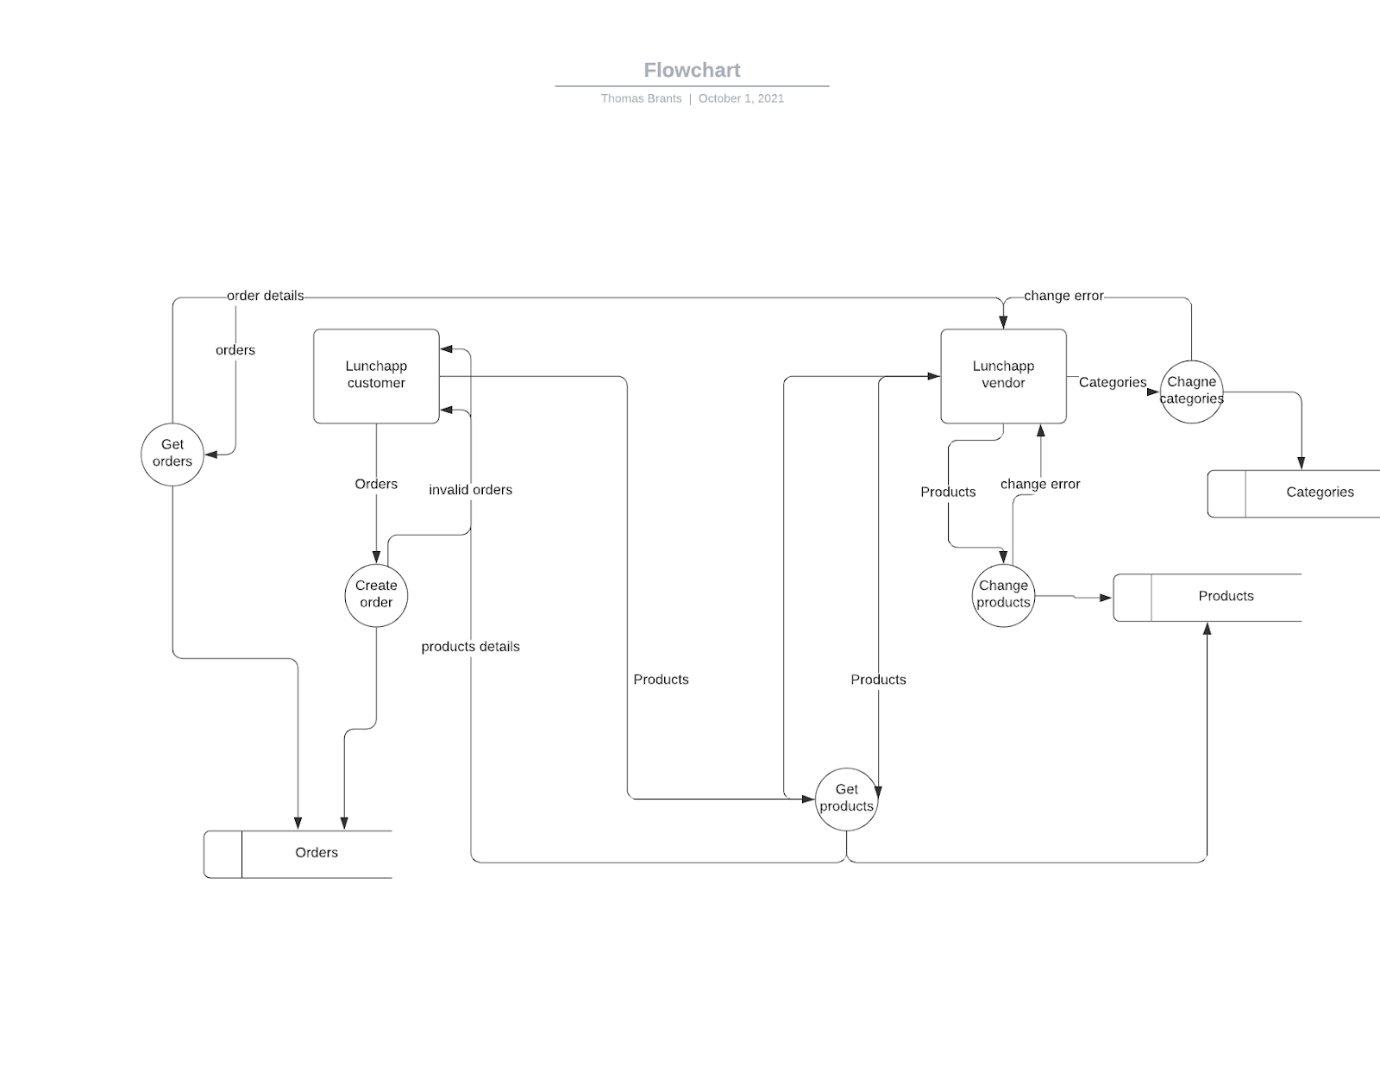 Flowchart
Thomas Brants | October 1, 2021
order details
change error
orders
Lunchapp
customer
Lunchapp
vendor
Categories
Chagne
categories
Get
orders
Orders
invalid orders
Products
change error
Categories
Create
order
Change
products
Products
products details
Products
Products
Get
products
Orders